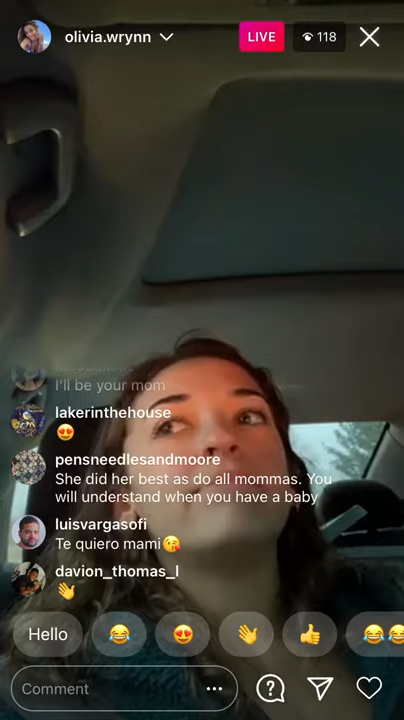 olivia.wrynn
LIVE
118
I'll be your mom
lakerinthehouse
😍
pensneedlesandmoore
She did her best as do all mommas. You
will understand when you have a baby
luisvargasofi
Te quiero mami😘
davion_thomas_l
👋
Hello 😂 😍 👋 👍 😂😂
Comment